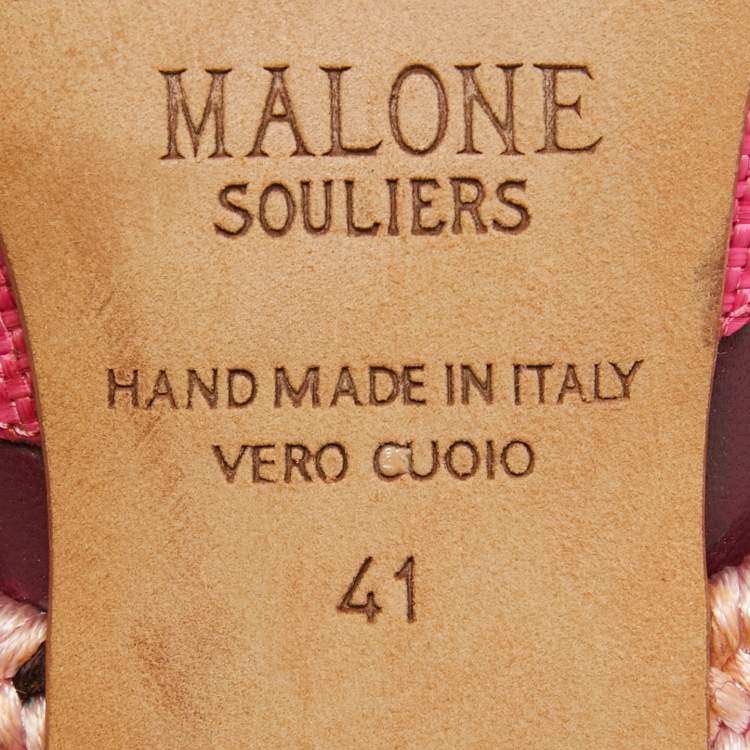 MALONE
SOULIERS
HAND MADE IN ITALY
VERO CUOIO
41